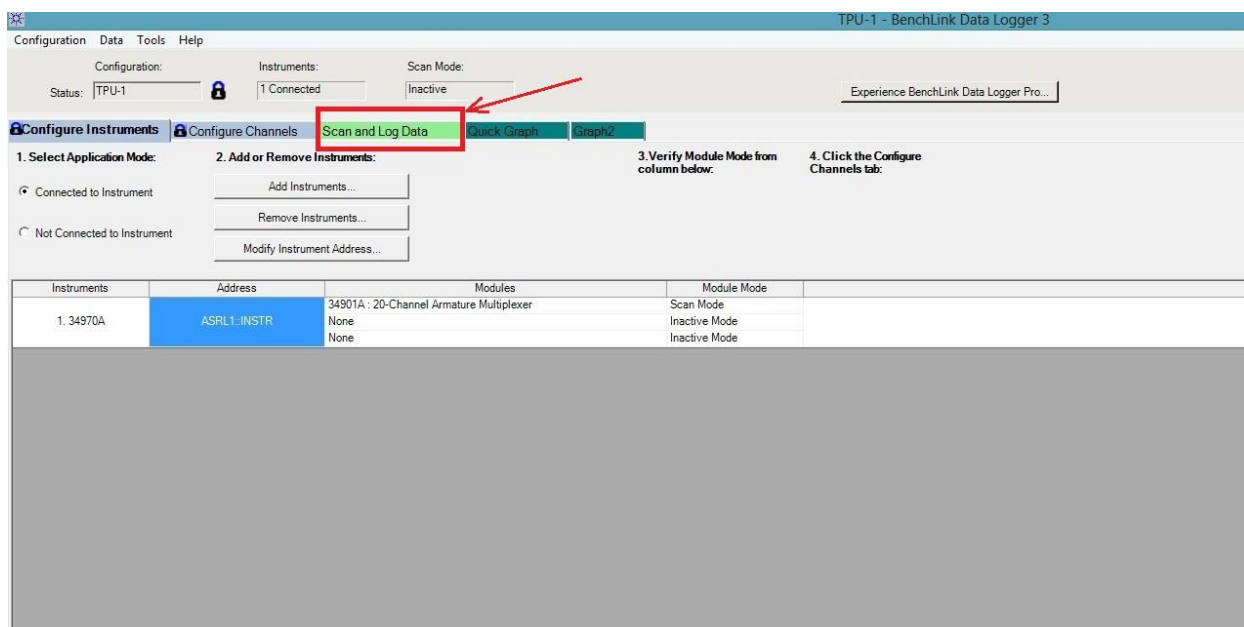 TPU-1 - BenchLink Data Logger 3
Configuration Data Tools Help
Configuration: Instruments: Scan Mode:
Status: TPU-1 1 Connected Inactive Experience BenchLink Data Logger Pro...
Configure Instruments Configure Channels Scan and Log Data Quick Graph Graph2
1. Select Application Mode: 2. Add or Remove Instruments: 3.Verify Module Mode from 4. Click the Configure
column below: Channels tab:
Connected to Instrument Add Instruments...
Remove Instruments...
Not Connected to Instrument
Modify Instrument Address...
Instruments Address Modules Module Mode
34901A : 20-Channel Armature Multiplexer Scan Mode
1. 34970A ASRL1::INSTR None Inactive Mode
None Inactive Mode